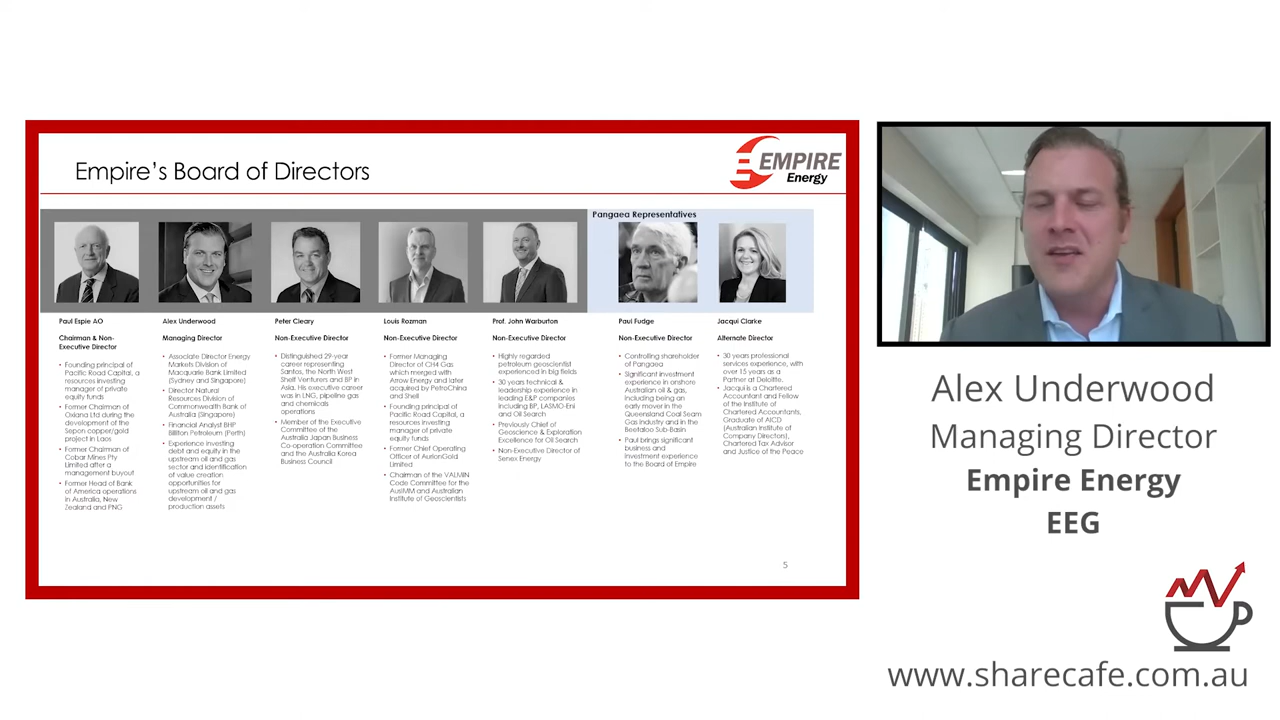 Empire's Board of Directors
EMPIRE
Energy
Pangaea Representatives
Paul Espie AO
Chairman & Non-
Executive Director
• Founding principal of
Pacific Road Capital, a
resources investing
manager of private
equity funds
• Former Chairman of
Oxiana Ltd during the
development of the
Sepon copper/gold
project in Laos
• Former Chairman of
Cobar Mines Pty
Limited after a
management buyout
• Former Head of Bank
of America operations
in Australia, New
Zealand and PNG
Alex Underwood
Managing Director
• Associate Director Energy
Markets Division of
Macquarie Bank Limited
(Sydney and Singapore)
• Director Natural
Resources Division of
Commonwealth Bank of
Australia (Singapore)
• Financial Analyst BHP
Billiton Petroleum (Perth)
• Experience investing
debt and equity in the
upstream oil and gas
sector and identification
of value creation
opportunities for
upstream oil and gas
development /
production assets
Peter Cleary
Non-Executive Director
• Distinguished 29-year
career representing
Santos, the North West
Shelf Venturers and BP in
Asia. His executive career
was in LNG, pipeline gas
and chemicals
operations
• Member of the Executive
Committee of the
Australia Japan Business
Co-operation Committee
and the Australia Korea
Business Council
Louis Rozman
Non-Executive Director
• Former Managing
Director of CH4 Gas
which merged with
Arrow Energy and later
acquired by PetroChina
and Shell
• Founding principal of
Pacific Road Capital, a
resources investing
manager of private
equity funds
• Former Chief Operating
Officer of AurionGold
Limited
• Chairman of the VALMIN
Code Committee for the
AusIMM and Australian
Institute of Geoscientists
Prof. John Warburton
Non-Executive Director
• Highly regarded
petroleum geoscientist
experienced in big fields
• 30 years technical &
leadership experience in
leading E&P companies
including BP, LASMO-Eni
and Oil Search
• Previously Chief of
Geoscience & Exploration
Excellence for Oil Search
• Non-Executive Director of
Senex Energy
Paul Fudge
Non-Executive Director
• Controlling shareholder
of Pangaea
• Significant investment
experience in onshore
Australian oil & gas,
including being an
early mover in the
Queensland Coal Seam
Gas industry and in the
Beetaloo Sub-Basin
• Paul brings significant
business and
investment experience
to the Board of Empire
Jacqui Clarke
Alternate Director
• 30 years professional
services experience, with
over 15 years as a
Partner at Deloitte.
• Jacqui is a Chartered
Accountant and Fellow
of the Institute of
Chartered Accountants,
Graduate of AICD
(Australian Institute of
Company Directors),
Chartered Tax Advisor
and Justice of the Peace
5
Alex Underwood
Managing Director
Empire Energy
EEG
www.sharecafe.com.au